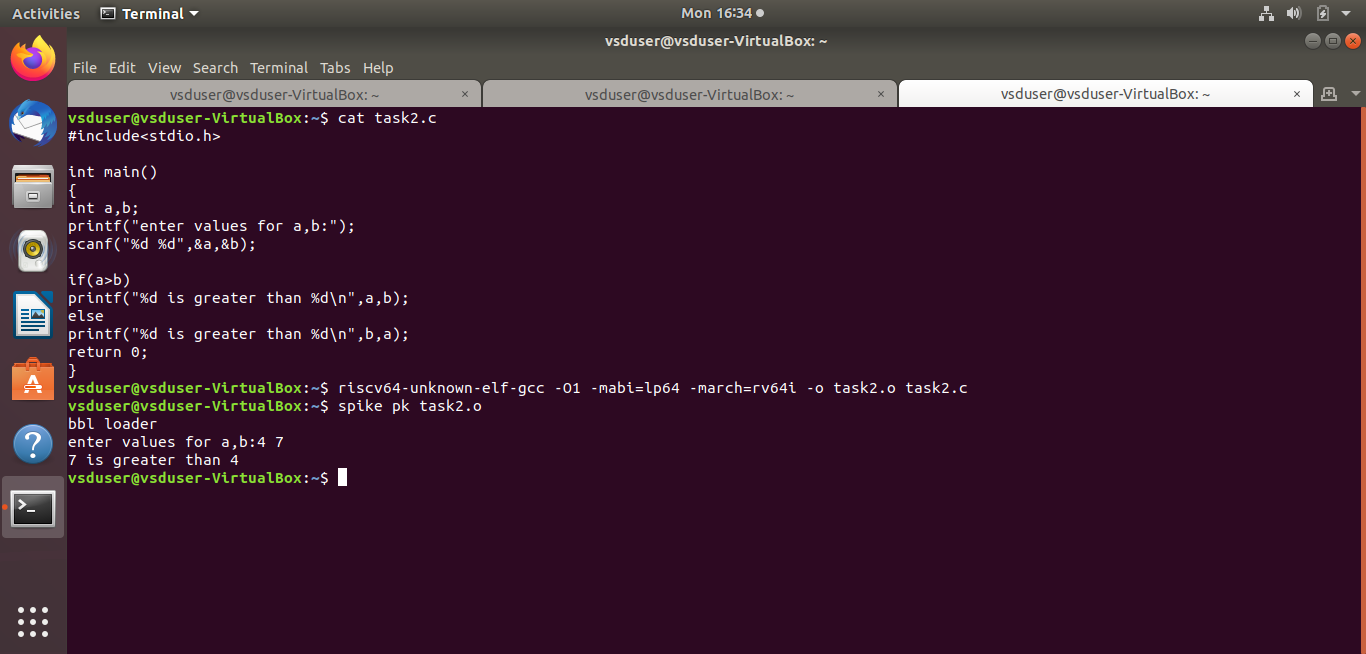 Activities
Terminal
Mon 16:34
vsduser@vsduser-VirtualBox: ~
File Edit View Search Terminal Tabs Help
vsduser@vsduser-VirtualBox: ~ × vsduser@vsduser-VirtualBox: ~ × vsduser@vsduser-VirtualBox: ~ ×
vsduser@vsduser-VirtualBox:~$ cat task2.c
#include<stdio.h>
int main()
{
int a,b;
printf("enter values for a,b:");
scanf("%d %d",&a,&b);
if(a>b)
printf("%d is greater than %d\n",a,b);
else
printf("%d is greater than %d\n",b,a);
return 0;
}
vsduser@vsduser-VirtualBox:~$ riscv64-unknown-elf-gcc -O1 -mabi=lp64 -march=rv64i -o task2.o task2.c
vsduser@vsduser-VirtualBox:~$ spike pk task2.o
bbl loader
enter values for a,b:4 7
7 is greater than 4
vsduser@vsduser-VirtualBox:~$